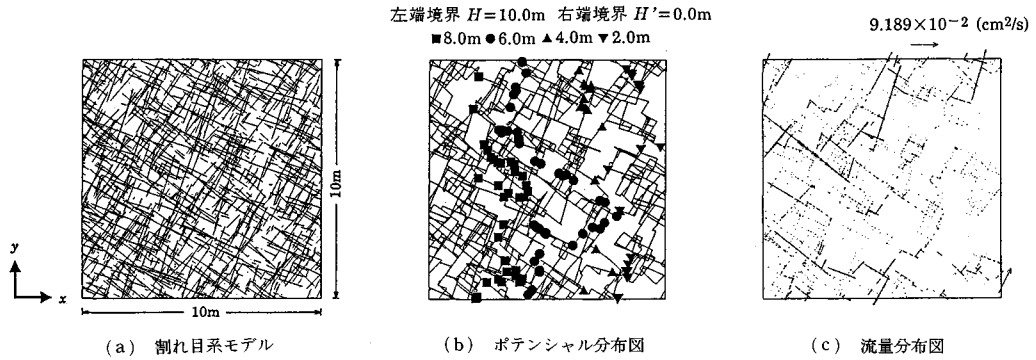 左端境界 H=10.0m 右端境界 H'=0.0m
■8.0m ●6.0m ▲4.0m ▼2.0m
9.189×10−2 (cm2/s)
10m
y
x
10m
(a) 割れ目系モデル
(b) ポテンシャル分布図
(c) 流量分布図